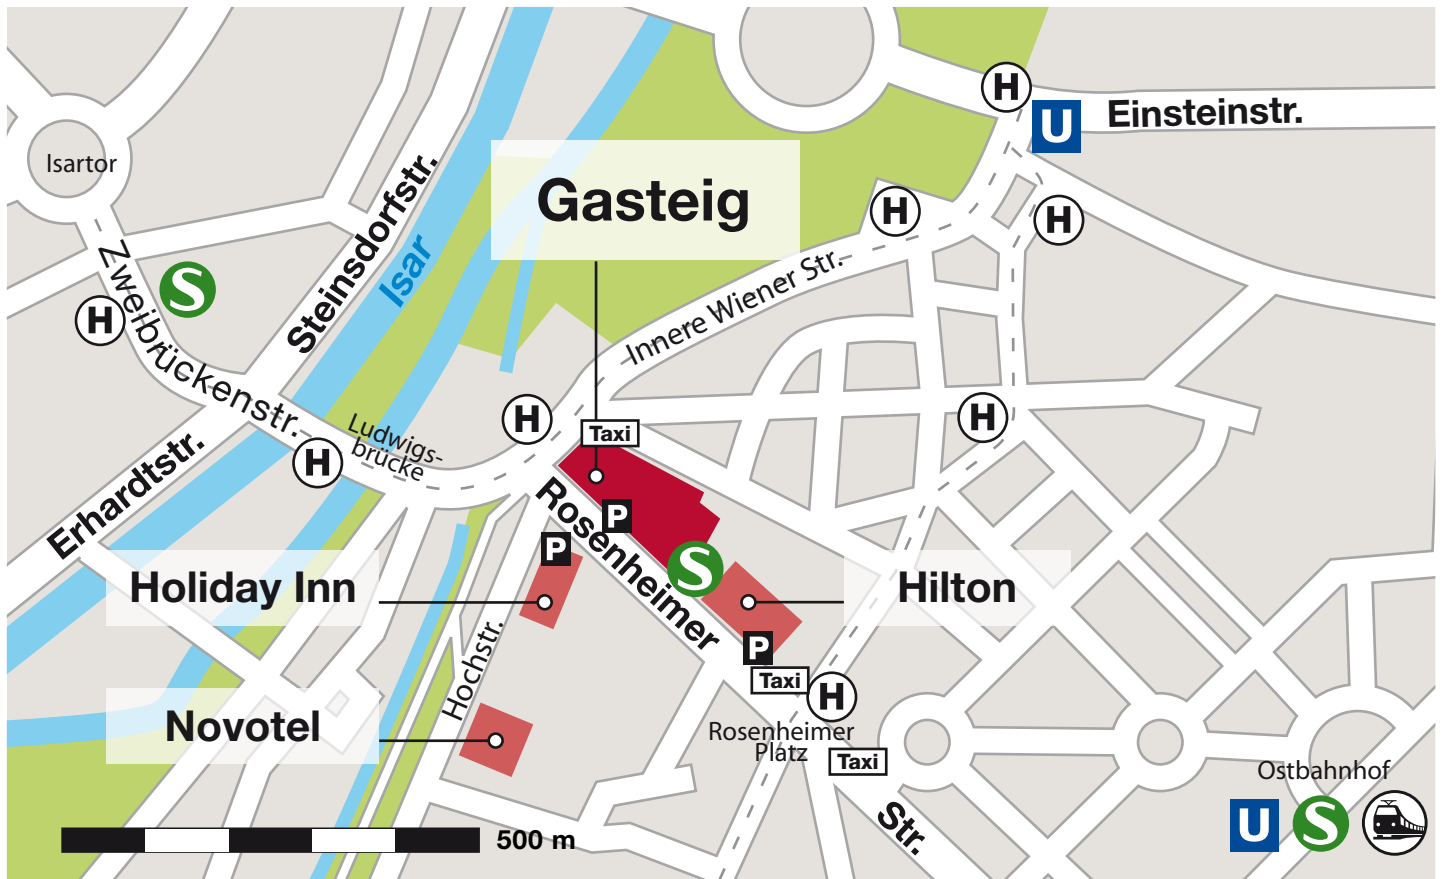 H
U
Einsteinstr.
Isartor
Steinsdorfstr.
Gasteig
H
H
Isar
Zweibrückenstr.
S
H
Innere Wiener Str.
H
Taxi
H
Ludwigs-
brücke
H
Erhardtstr.
P
P
Rosenheimer
S
Holiday Inn
Hilton
Hochstr.
P
Taxi
H
Novotel
Rosenheimer
Platz
Taxi
Ostbahnhof
Str.
U
S
500 m